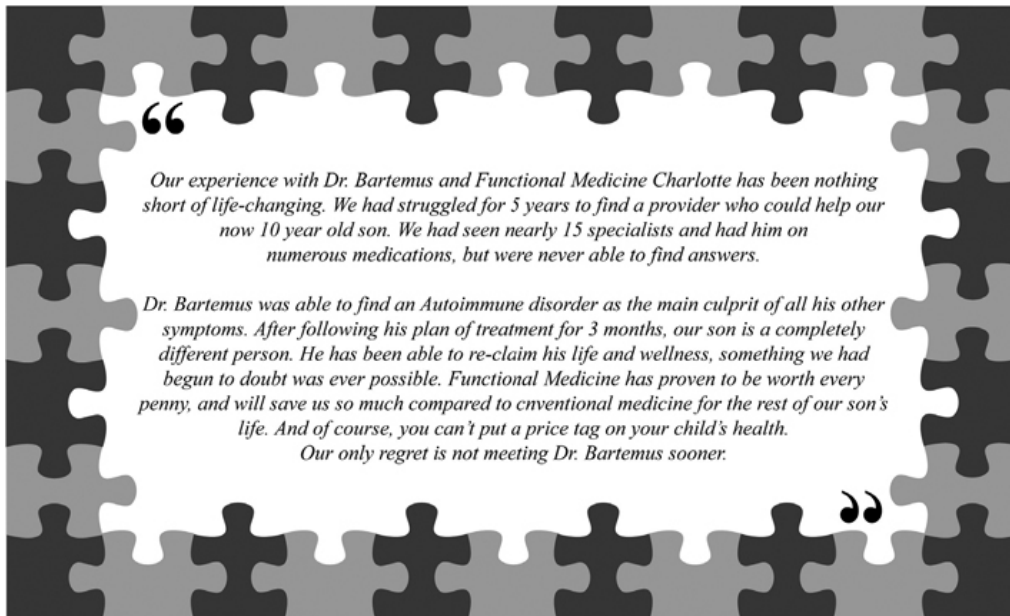 “
Our experience with Dr. Bartemus and Functional Medicine Charlotte has been nothing
short of life-changing. We had struggled for 5 years to find a provider who could help our
now 10 year old son. We had seen nearly 15 specialists and had him on
numerous medications, but were never able to find answers.
Dr. Bartemus was able to find an Autoimmune disorder as the main culprit of all his other
symptoms. After following his plan of treatment for 3 months, our son is a completely
different person. He has been able to re-claim his life and wellness, something we had
begun to doubt was ever possible. Functional Medicine has proven to be worth every
penny, and will save us so much compared to cnventional medicine for the rest of our son’s
life. And of course, you can’t put a price tag on your child’s health.
Our only regret is not meeting Dr. Bartemus sooner.
”